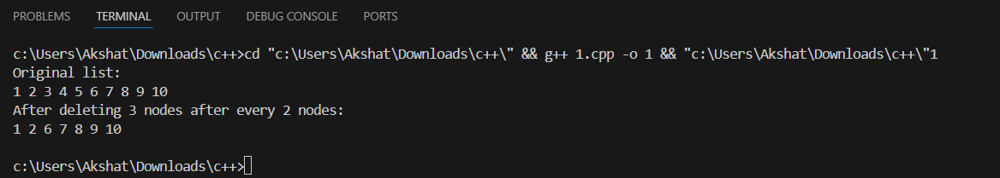 PROBLEMS TERMINAL OUTPUT DEBUG CONSOLE PORTS
c:\Users\Akshat\Downloads\c++>cd "c:\Users\Akshat\Downloads\c++\" && g++ 1.cpp -o 1 && "c:\Users\Akshat\Downloads\c++\"1
Original list:
1 2 3 4 5 6 7 8 9 10
After deleting 3 nodes after every 2 nodes:
1 2 6 7 8 9 10
c:\Users\Akshat\Downloads\c++>